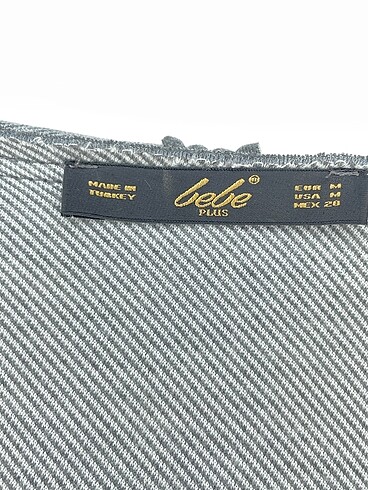 MADE IN
TURKEY
bebe®
PLUS
EUR M
USA M
MEX 28